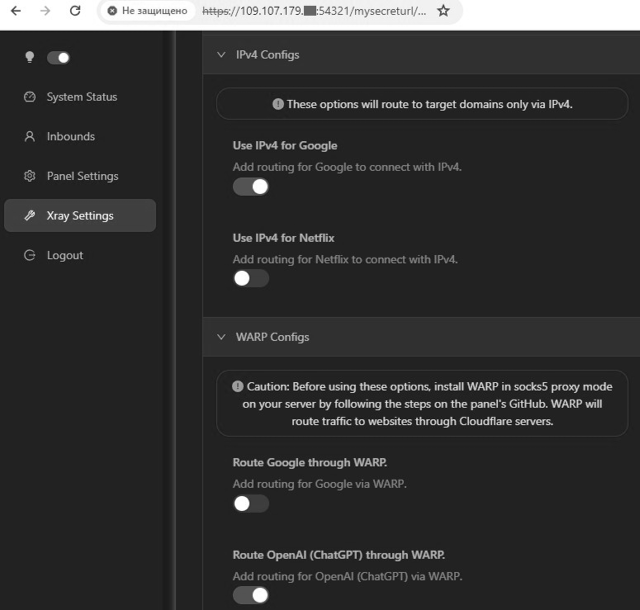 Не защищено
https://109.107.179.
:54321/mysecreturl/...
System Status
Inbounds
Panel Settings
Xray Settings
Logout
IPv4 Configs
These options will route to target domains only via IPv4.
Use IPv4 for Google
Add routing for Google to connect with IPv4.
Use IPv4 for Netflix
Add routing for Netflix to connect with IPv4.
WARP Configs
Caution: Before using these options, install WARP in socks5 proxy mode
on your server by following the steps on the panel's GitHub. WARP will
route traffic to websites through Cloudflare servers.
Route Google through WARP.
Add routing for Google via WARP.
Route OpenAI (ChatGPT) through WARP.
Add routing for OpenAI (ChatGPT) via WARP.